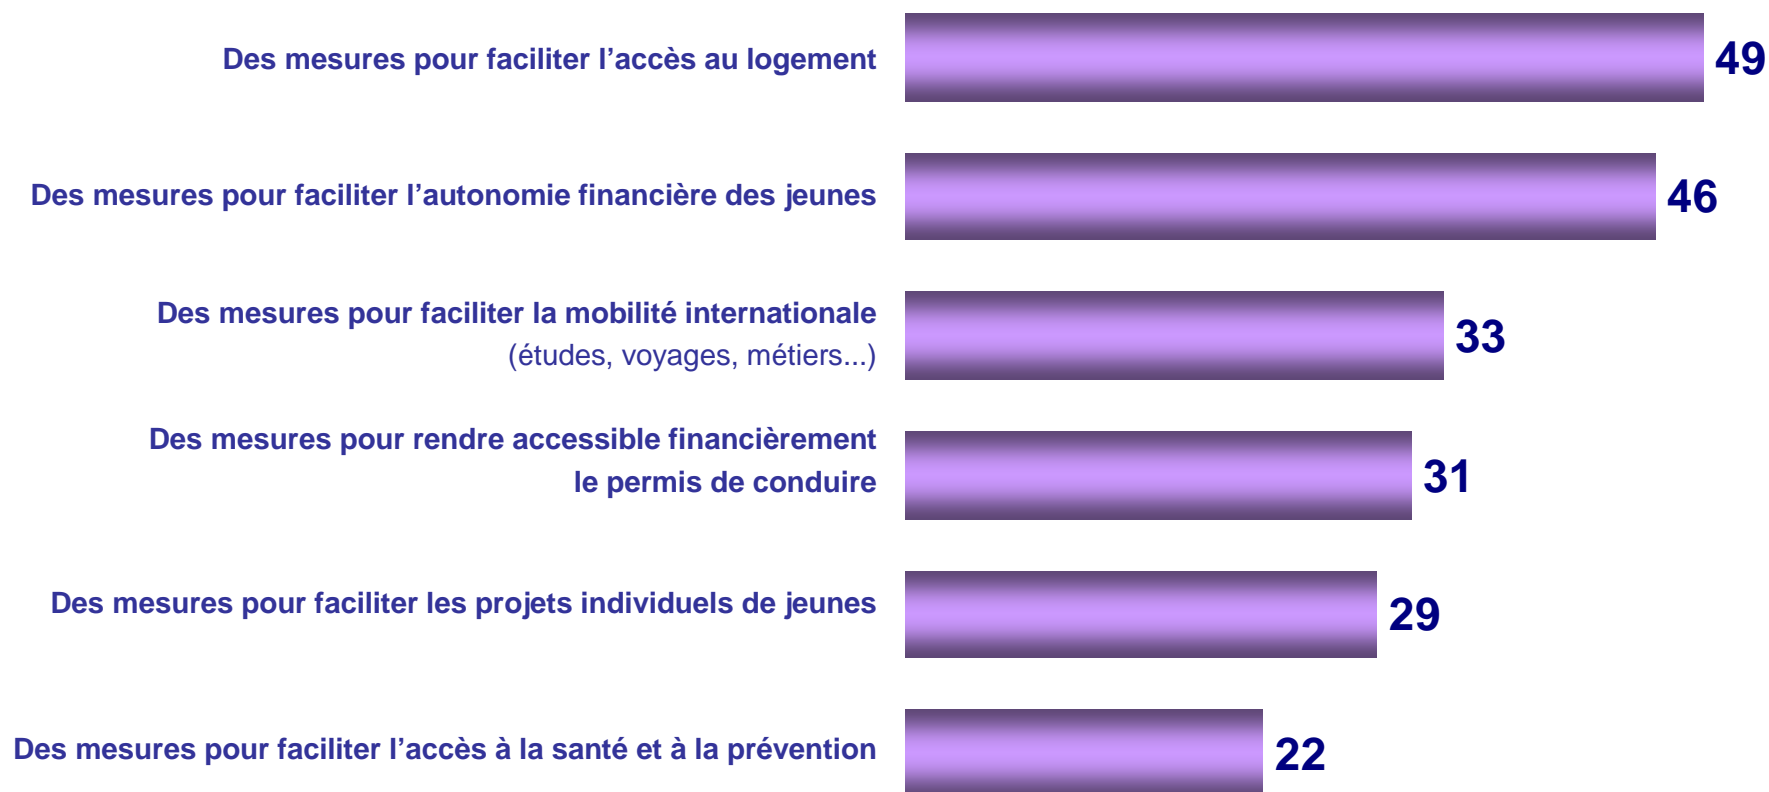 Des mesures pour faciliter l’accès au logement
49
Des mesures pour faciliter l’autonomie financière des jeunes
46
Des mesures pour faciliter la mobilité internationale
(études, voyages, métiers...)
33
Des mesures pour rendre accessible financièrement
le permis de conduire
31
Des mesures pour faciliter les projets individuels de jeunes
29
Des mesures pour faciliter l’accès à la santé et à la prévention
22